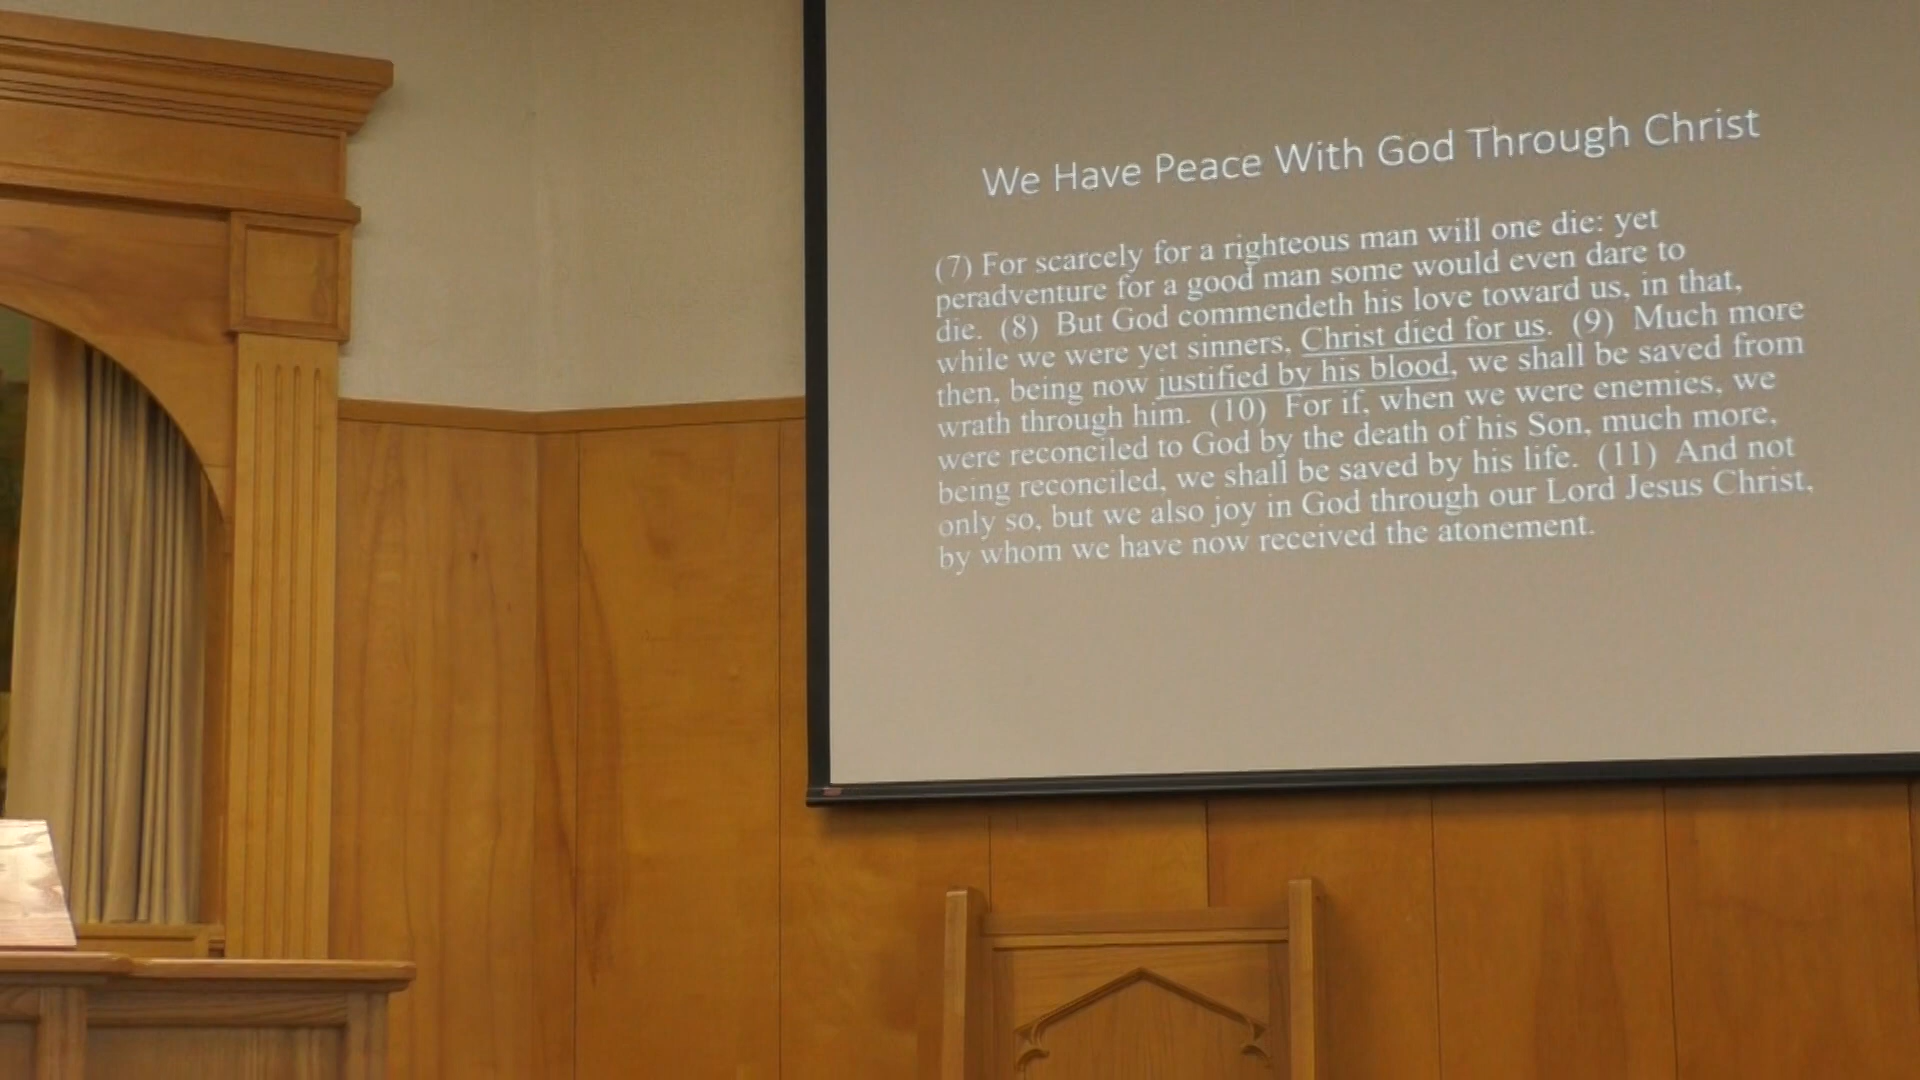 We Have Peace With God Through Christ
(7) For scarcely for a righteous man will one die: yet
peradventure for a good man some would even dare to
die. (8) But God commendeth his love toward us, in that,
while we were yet sinners, Christ died for us. (9) Much more
then, being now justified by his blood, we shall be saved from
wrath through him. (10) For if, when we were enemies, we
were reconciled to God by the death of his Son, much more,
being reconciled, we shall be saved by his life. (11) And not
only so, but we also joy in God through our Lord Jesus Christ,
by whom we have now received the atonement.